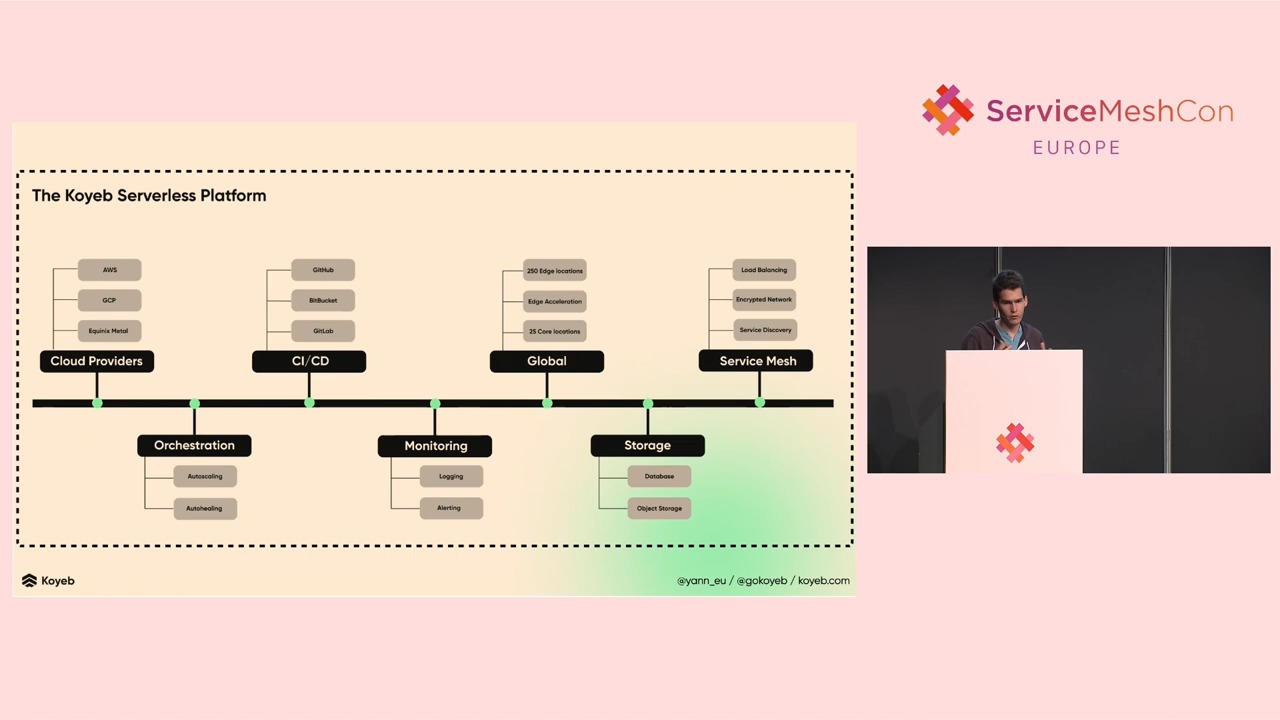 ServiceMeshCon
EUROPE
The Koyeb Serverless Platform
AWS
GCP
Equinix Metal
Cloud Providers
GitHub
BitBucket
GitLab
CI/CD
250 Edge locations
Edge Acceleration
25 Core locations
Global
Load Balancing
Encrypted Network
Service Discovery
Service Mesh
Orchestration
Autoscaling
Autohealing
Monitoring
Logging
Alerting
Storage
Database
Object Storage
Koyeb
@yann_eu / @gokoyeb / koyeb.com